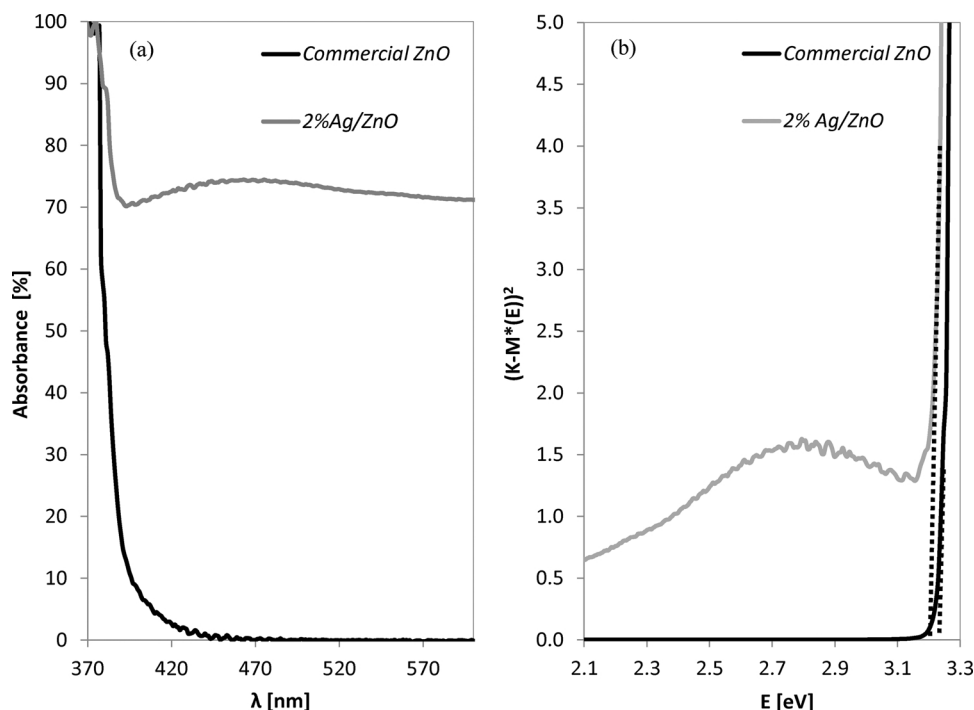 (a)
Commercial ZnO
2%Ag/ZnO
100
90
80
70
60
50
40
30
20
10
0
Absorbance [%]
370 420 470 520 570
λ [nm]
(b)
Commercial ZnO
2% Ag/ZnO
5.0
4.5
4.0
3.5
3.0
2.5
2.0
1.5
1.0
0.5
0.0
(K-M*(E))²
2.1 2.3 2.5 2.7 2.9 3.1 3.3
E [eV]